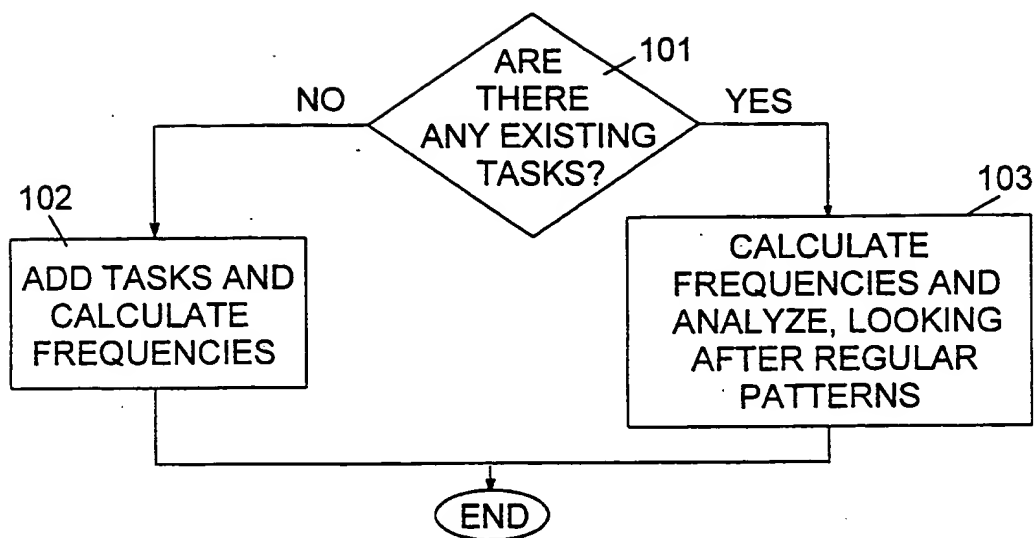 101
ARE
THERE
ANY EXISTING
TASKS?
NO
YES
102
ADD TASKS AND
CALCULATE
FREQUENCIES
103
CALCULATE
FREQUENCIES AND
ANALYZE, LOOKING
AFTER REGULAR
PATTERNS
END